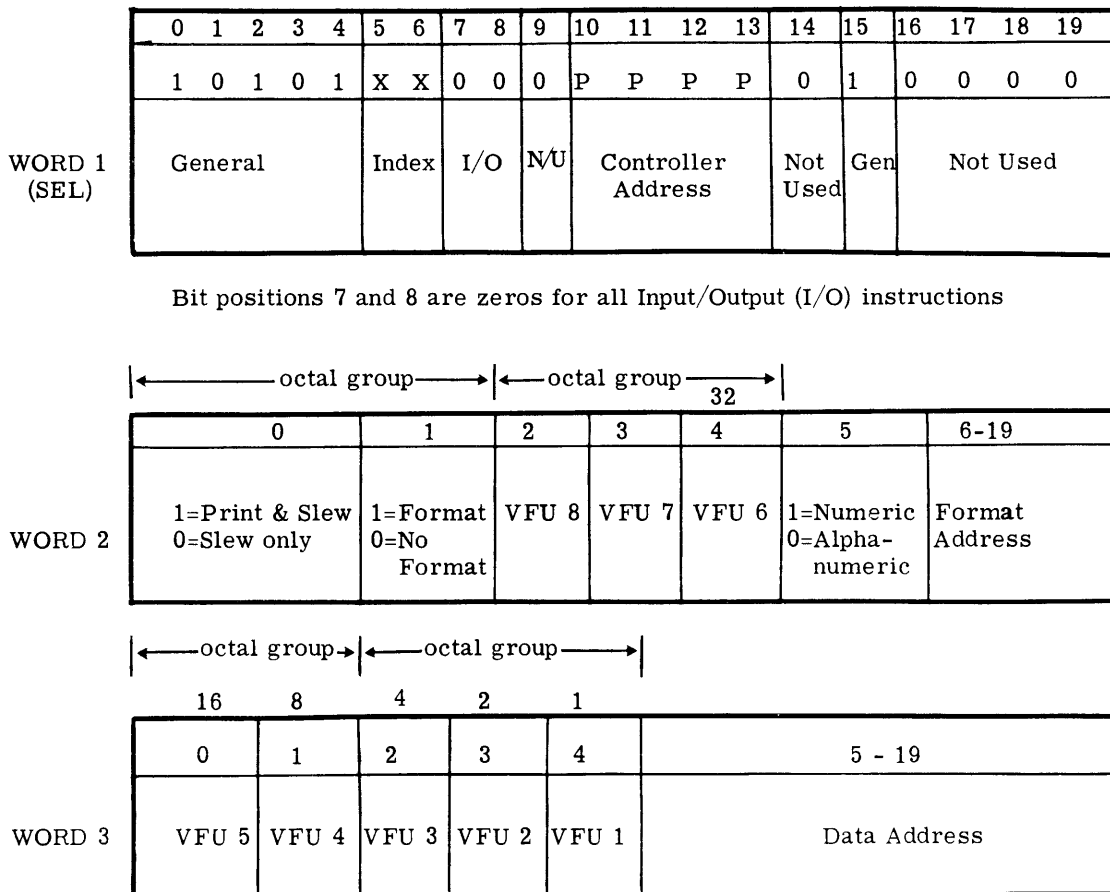 0 1 2 3 4 5 6 7 8 9 10 11 12 13 14 15 16 17 18 19
1 0 1 0 1 X X 0 0 0 P P P P 0 1 0 0 0 0
WORD 1 General Index I/O N/U Controller Not Gen Not Used
(SEL) Address Used
Bit positions 7 and 8 are zeros for all Input/Output (I/O) instructions
octal group octal group
32
0 1 2 3 4 5 6-19
1=Print & Slew 1=Format VFU 8 VFU 7 VFU 6 1=Numeric Format
WORD 2 0=Slew only 0=No 0=Alpha- Address
Format numeric
octal group octal group
16 8 4 2 1
0 1 2 3 4 5 - 19
WORD 3 VFU 5 VFU 4 VFU 3 VFU 2 VFU 1 Data Address